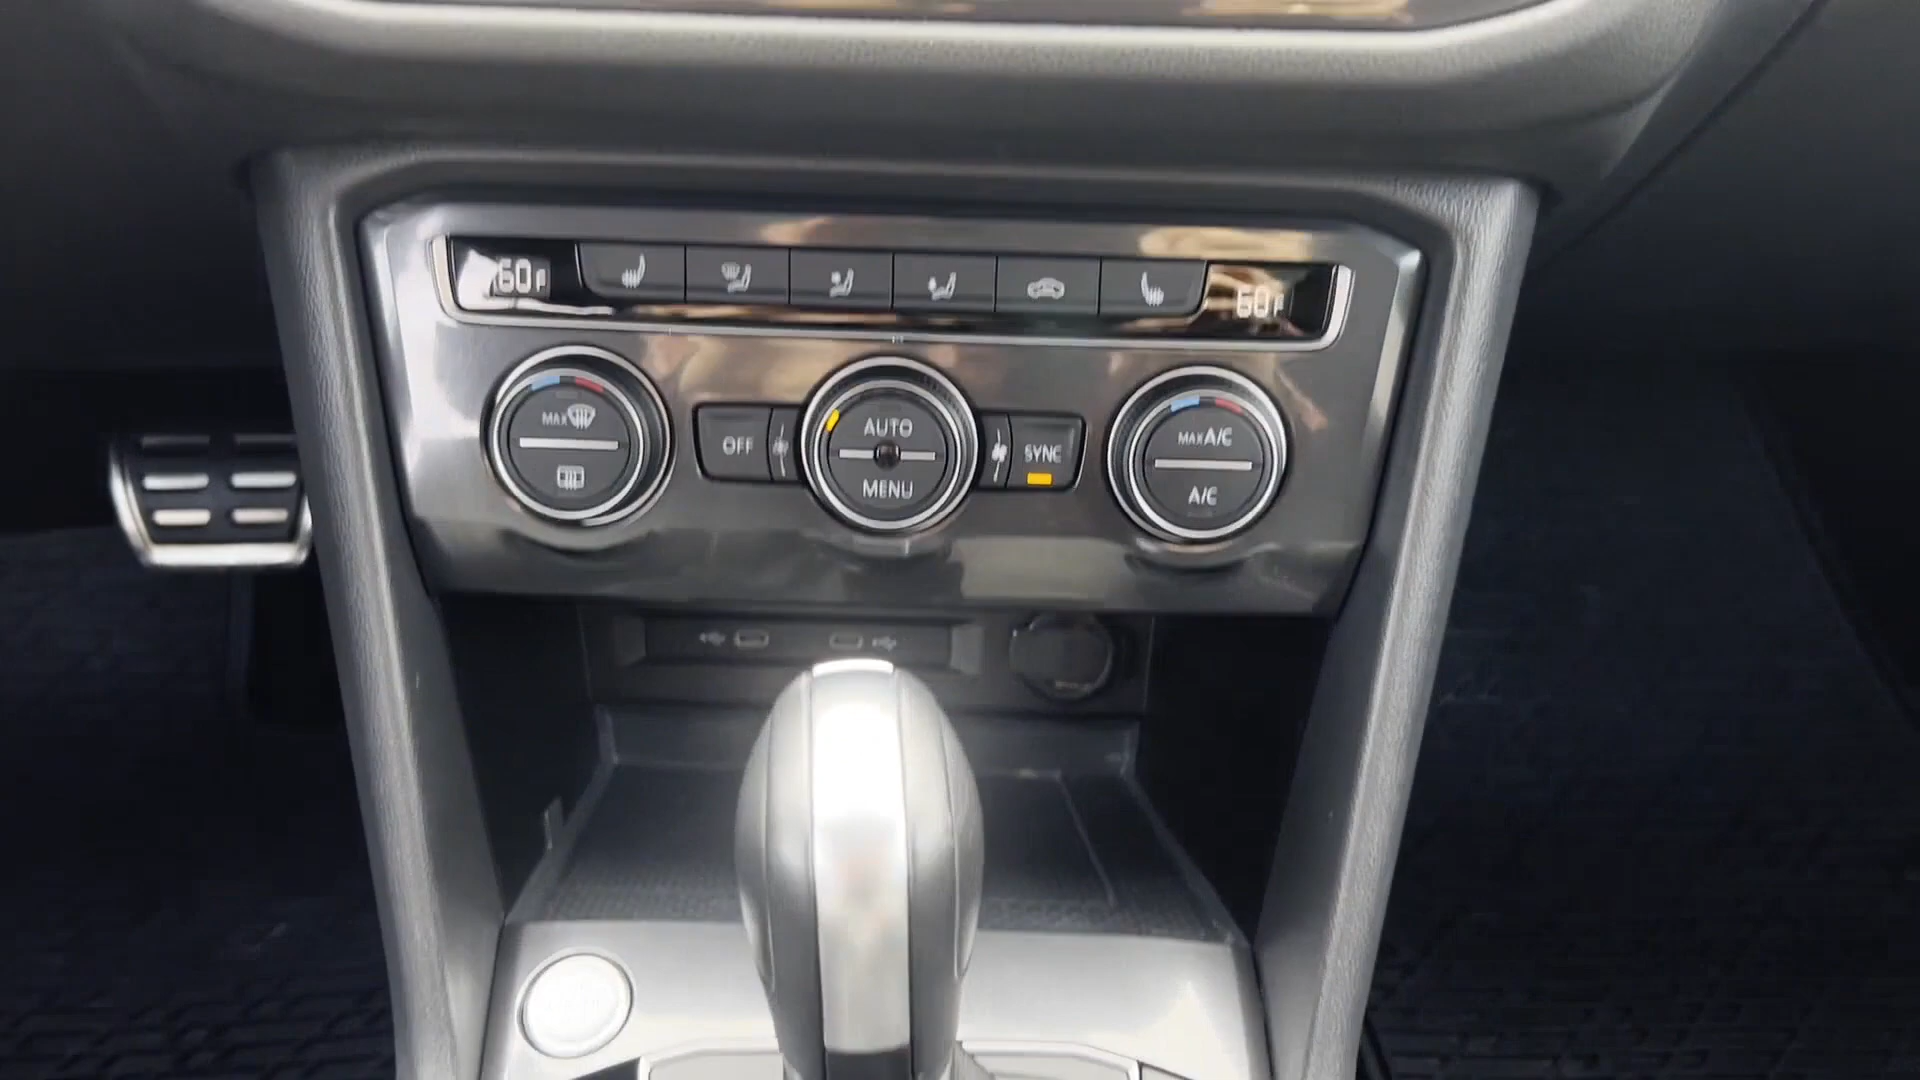 60F
60F
MAX
OFF
AUTO
MENU
SYNC
MAX A/C
A/C